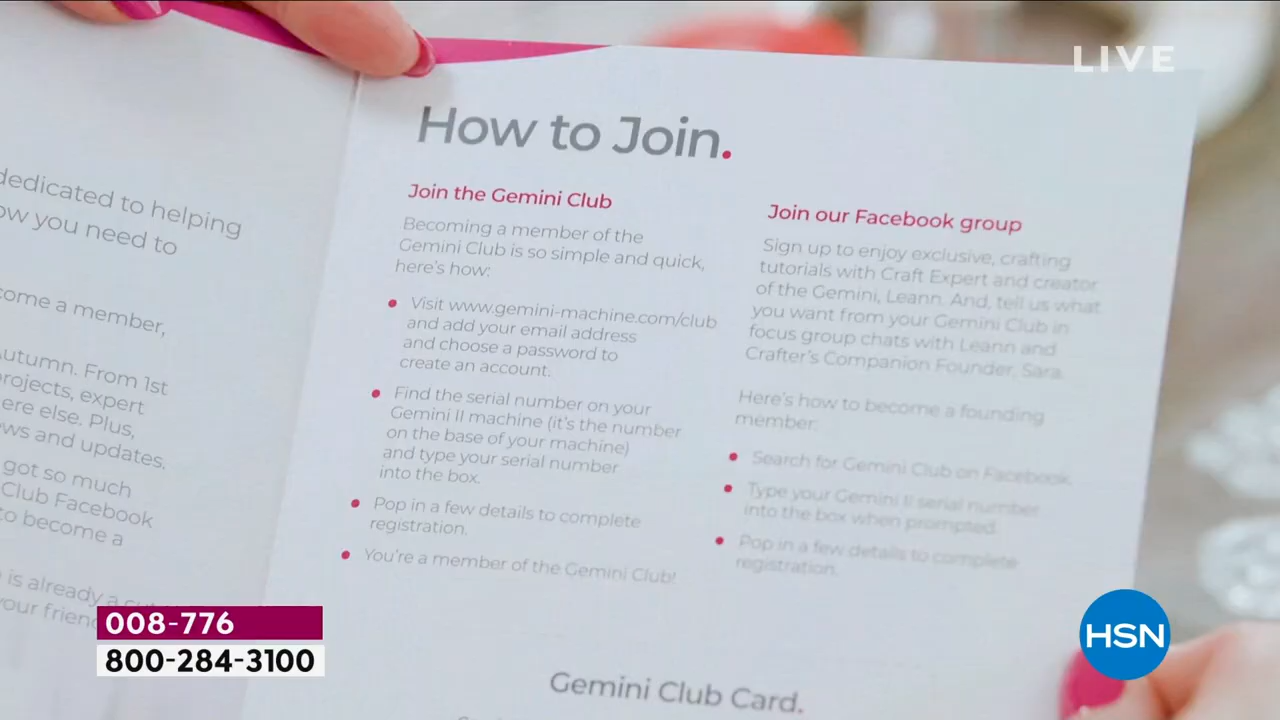 LIVE
dedicated to helping
ow you need to
come a member,
Autumn. From 1st
projects, expert
ere else. Plus,
ws and updates.
got so much
Club Facebook
to become a
is already a
your frien
How to Join.
Join the Gemini Club
Becoming a member of the
Gemini Club is so simple and quick,
here's how:
• Visit www.gemini-machine.com/club
and add your email address
and choose a password to
create an account.
• Find the serial number on your
Gemini II machine (it's the number
on the base of your machine)
and type your serial number
into the box.
• Pop in a few details to complete
registration.
• You're a member of the Gemini Club!
Join our Facebook group
Sign up to enjoy exclusive, crafting
tutorials with Craft Expert and creator
of the Gemini, Leann. And, tell us what
you want from your Gemini Club in
focus group chats with Leann and
Crafter's Companion Founder, Sara.
Here's how to become a founding
member:
• Search for Gemini Club on Facebook.
• Type your Gemini II serial number
into the box when prompted.
• Pop in a few details to complete
registration.
Gemini Club Card.
008-776
800-284-3100
HSN